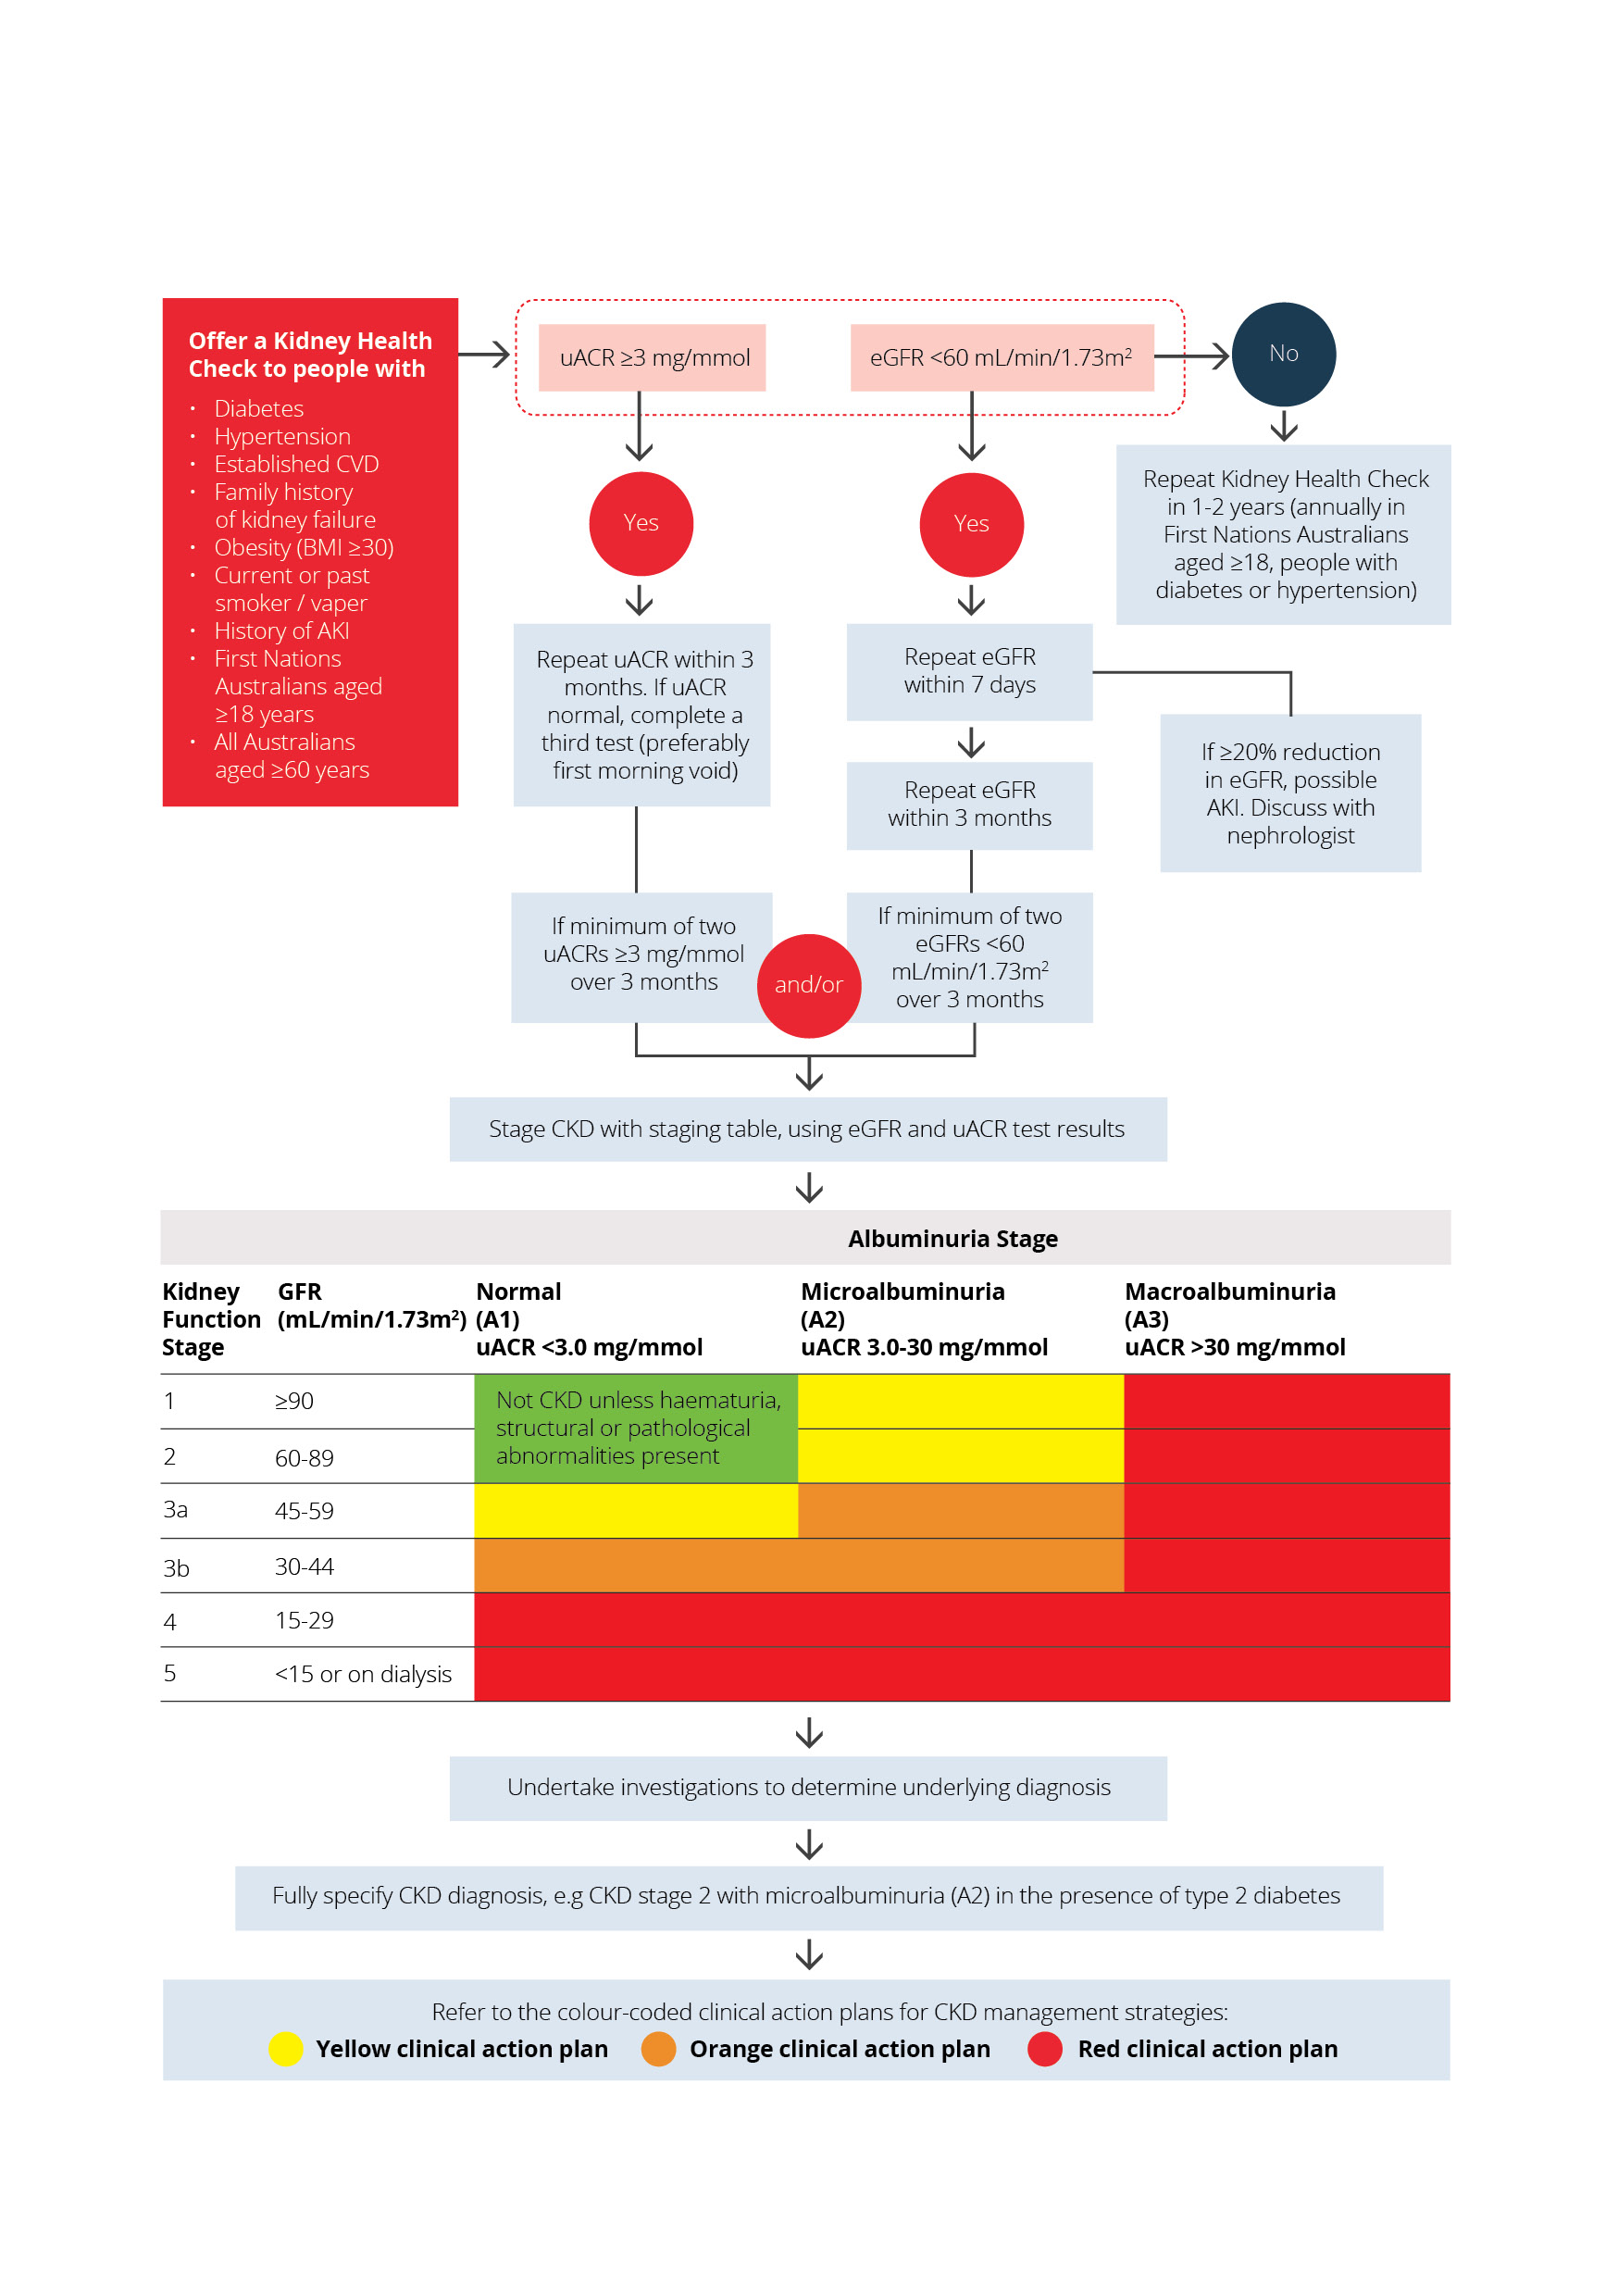 Offer a Kidney Health
Check to people with
• Diabetes
• Hypertension
• Established CVD
• Family history
of kidney failure
• Obesity (BMI ≥30)
• Current or past
smoker / vaper
• History of AKI
• First Nations
Australians aged
≥18 years
• All Australians
aged ≥60 years
uACR ≥3 mg/mmol
eGFR <60 mL/min/1.73m²
No
Yes
Yes
Repeat Kidney Health Check
in 1-2 years (annually in
First Nations Australians
aged ≥18, people with
diabetes or hypertension)
Repeat uACR within 3
months. If uACR
normal, complete a
third test (preferably
first morning void)
Repeat eGFR
within 7 days
If ≥20% reduction
in eGFR, possible
AKI. Discuss with
nephrologist
Repeat eGFR
within 3 months
If minimum of two
uACRs ≥3 mg/mmol
over 3 months
and/or
If minimum of two
eGFRs <60
mL/min/1.73m²
over 3 months
Stage CKD with staging table, using eGFR and uACR test results
Albuminuria Stage
Kidney
Function
Stage
GFR
(mL/min/1.73m²)
Normal
(A1)
uACR <3.0 mg/mmol
Microalbuminuria
(A2)
uACR 3.0-30 mg/mmol
Macroalbuminuria
(A3)
uACR >30 mg/mmol
1 ≥90
Not CKD unless haematuria,
structural or pathological
abnormalities present
2 60-89
3a 45-59
3b 30-44
4 15-29
5 <15 or on dialysis
Undertake investigations to determine underlying diagnosis
Fully specify CKD diagnosis, e.g CKD stage 2 with microalbuminuria (A2) in the presence of type 2 diabetes
Refer to the colour-coded clinical action plans for CKD management strategies:
Yellow clinical action plan Orange clinical action plan Red clinical action plan